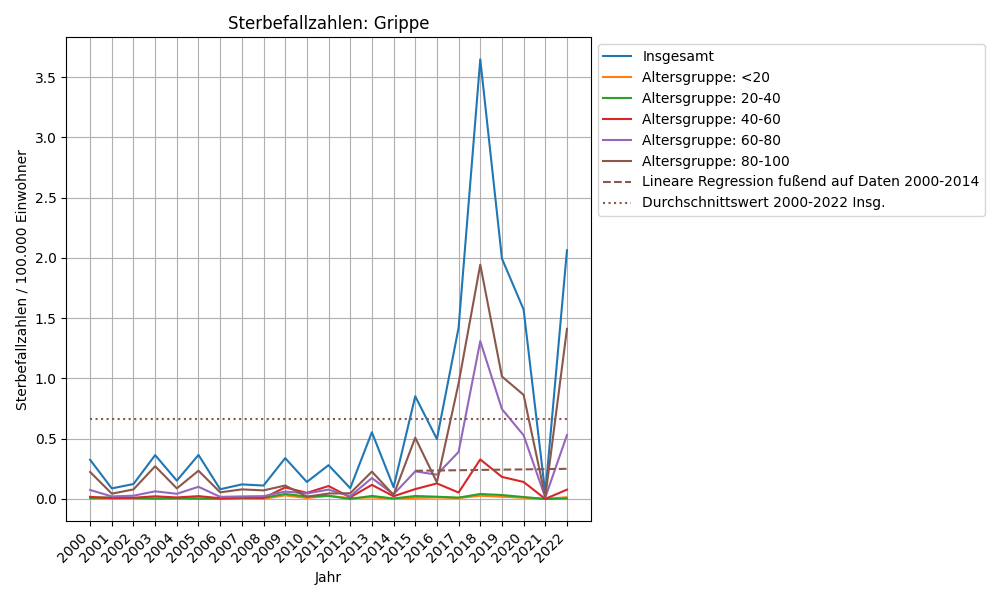 Sterbefallzahlen: Grippe
Sterbefallzahlen / 100.000 Einwohner
3.5
3.0
2.5
2.0
1.5
1.0
0.5
0.0
2000
2001
2002
2003
2004
2005
2006
2007
2008
2009
2010
2011
2012
2013
2014
2015
2016
2017
2018
2019
2020
2021
2022
Jahr
Insgesamt
Altersgruppe: <20
Altersgruppe: 20-40
Altersgruppe: 40-60
Altersgruppe: 60-80
Altersgruppe: 80-100
Lineare Regression fußend auf Daten 2000-2014
Durchschnittswert 2000-2022 Insg.